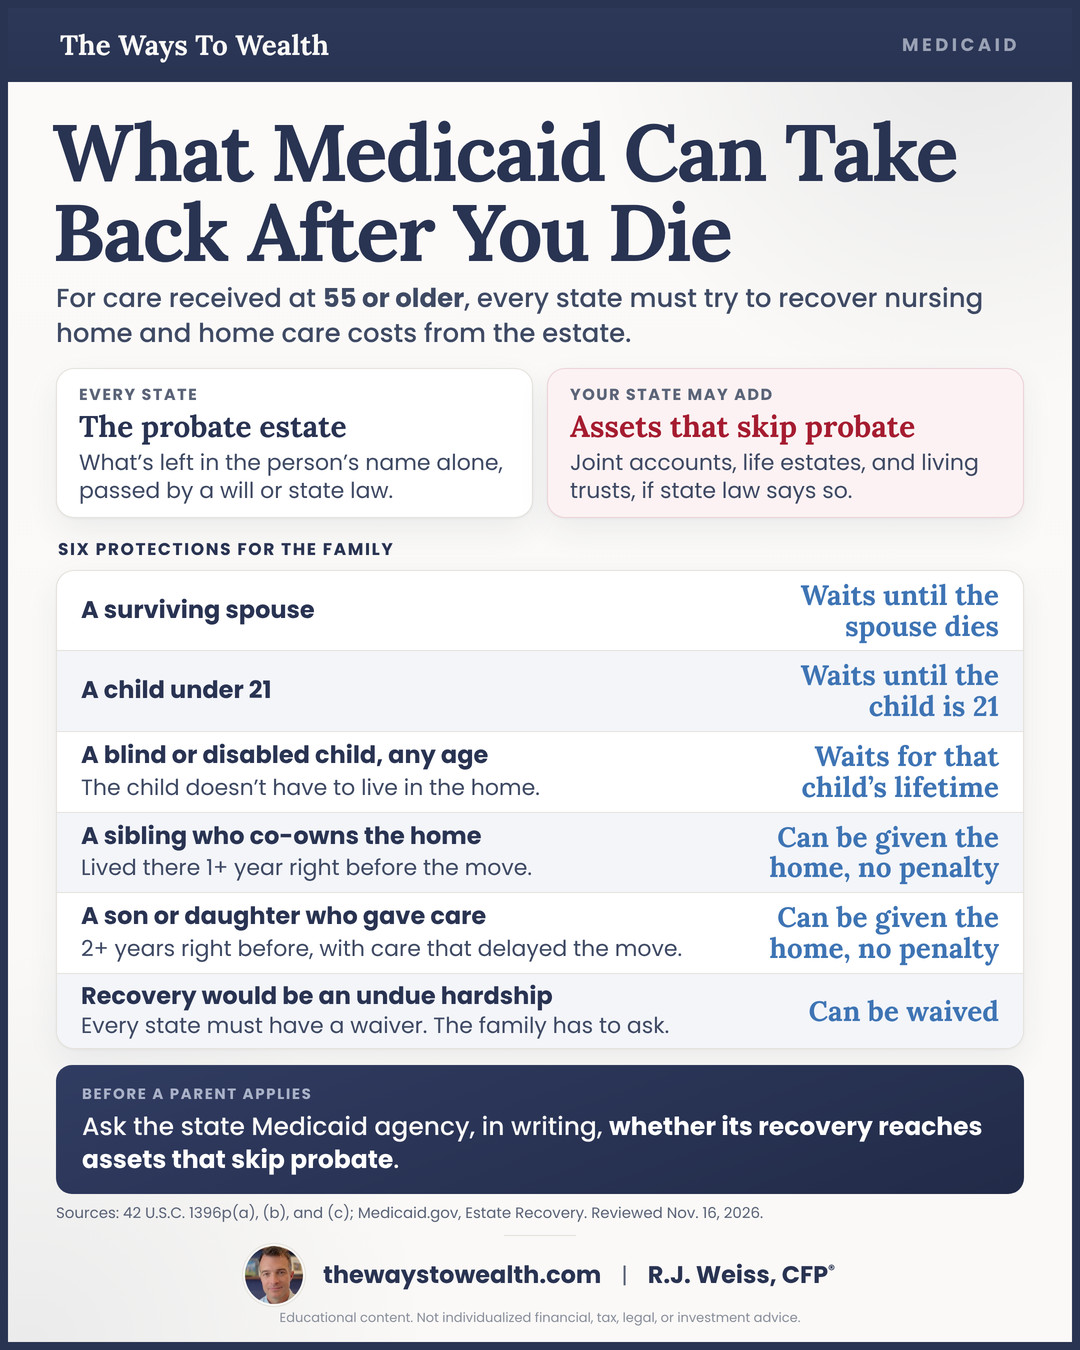 The Ways To Wealth
MEDICAID
What Medicaid Can Take
Back After You Die
For care received at 55 or older, every state must try to recover nursing
home and home care costs from the estate.
EVERY STATE
The probate estate
What’s left in the person’s name alone,
passed by a will or state law.
YOUR STATE MAY ADD
Assets that skip probate
Joint accounts, life estates, and living
trusts, if state law says so.
SIX PROTECTIONS FOR THE FAMILY
A surviving spouse
Waits until the
spouse dies
A child under 21
Waits until the
child is 21
A blind or disabled child, any age
The child doesn’t have to live in the home.
Waits for that
child’s lifetime
A sibling who co-owns the home
Lived there 1+ year right before the move.
Can be given the
home, no penalty
A son or daughter who gave care
2+ years right before, with care that delayed the move.
Can be given the
home, no penalty
Recovery would be an undue hardship
Every state must have a waiver. The family has to ask.
Can be waived
BEFORE A PARENT APPLIES
Ask the state Medicaid agency, in writing, whether its recovery reaches
assets that skip probate.
Sources: 42 U.S.C. 1396p(a), (b), and (c); Medicaid.gov, Estate Recovery. Reviewed Nov. 16, 2026.
thewaystowealth.com | R.J. Weiss, CFP®
Educational content. Not individualized financial, tax, legal, or investment advice.